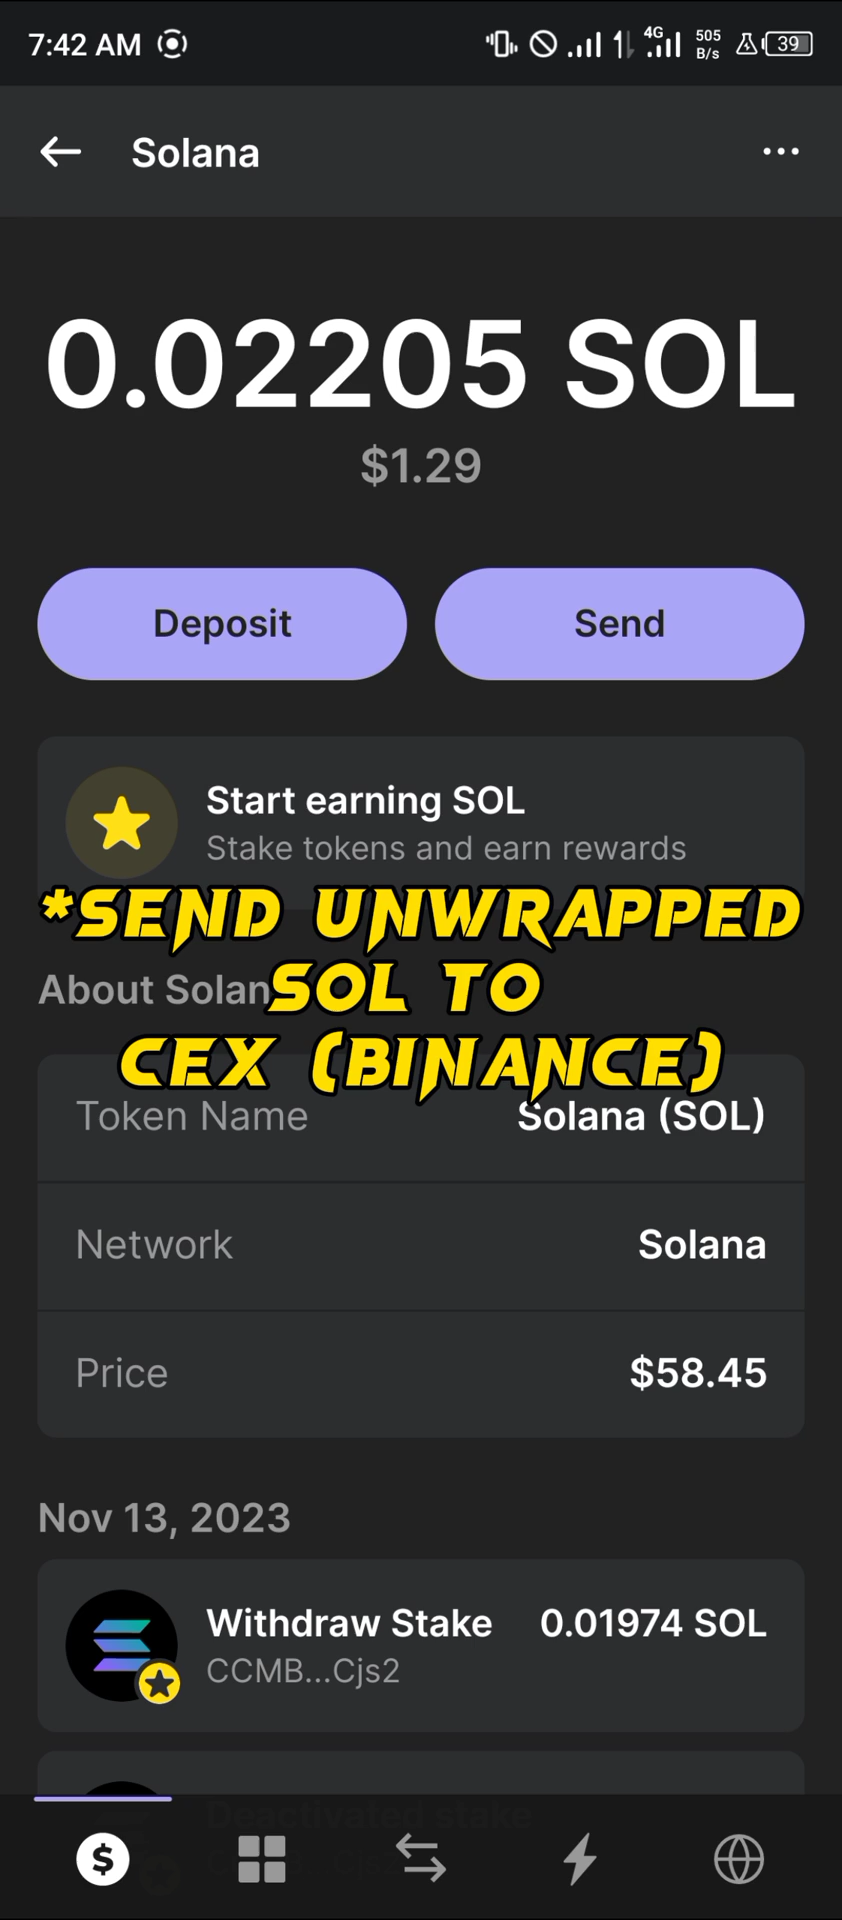 7:42 AM
4G
505
B/s
39
Solana
0.02205 SOL
$1.29
Deposit
Send
Start earning SOL
Stake tokens and earn rewards
*SEND UNWRAPPED
SOL TO
CEX (BINANCE)
About Solan
Token Name
Solana (SOL)
Network
Solana
Price
$58.45
Nov 13, 2023
Withdraw Stake
0.01974 SOL
CCMB...Cjs2
Deactivated stake